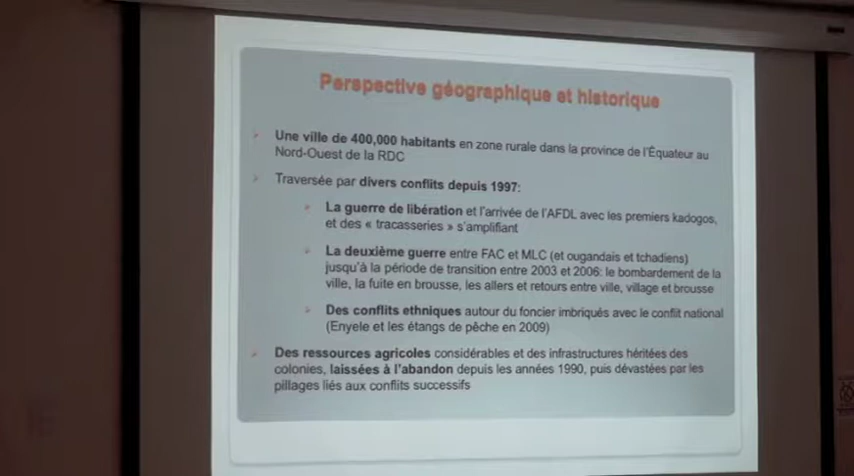 Perspective géographique et historique
Une ville de 400,000 habitants en zone rurale dans la province de l'Équateur au
Nord-Ouest de la RDC
Traversée par divers conflits depuis 1997:
La guerre de libération et l'arrivée de l'AFDL avec les premiers kadogos,
et des « tracasseries » s'amplifiant
La deuxième guerre entre FAC et MLC (et ougandais et tchadiens)
jusqu'à la période de transition entre 2003 et 2006: le bombardement de la
ville, la fuite en brousse, les allers et retours entre ville, village et brousse
Des conflits ethniques autour du foncier imbriqués avec le conflit national
(Enyele et les étangs de pêche en 2009)
Des ressources agricoles considérables et des infrastructures héritées des
colonies, laissées à l'abandon depuis les années 1990, puis dévastées par les
pillages liés aux conflits successifs